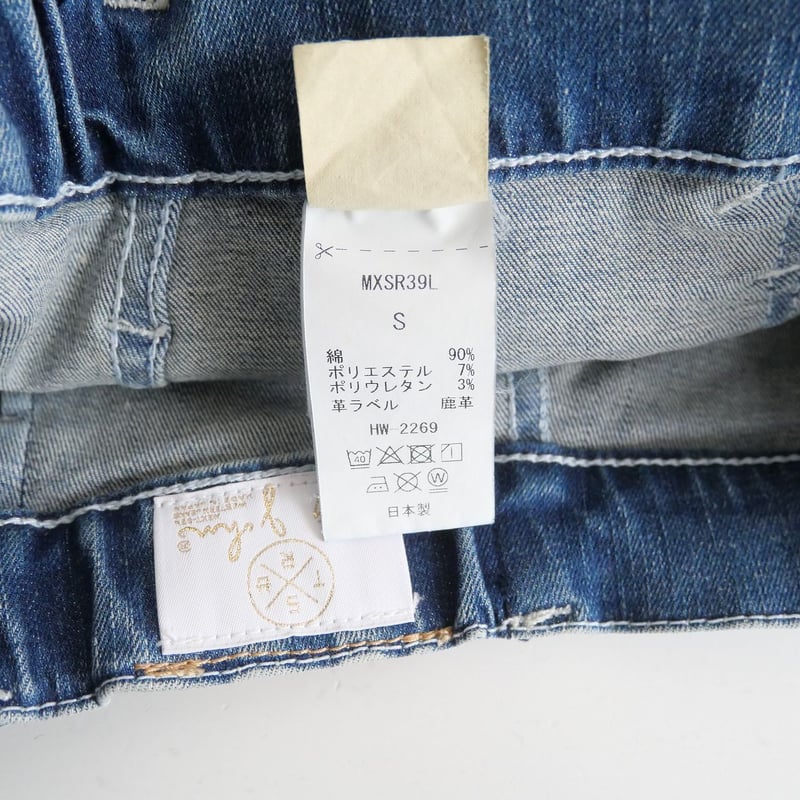 MXSR39L
S
綿 90%
ポリエステル 7%
ポリウレタン 3%
革ラベル 鹿革
HW-2269
40
日本製